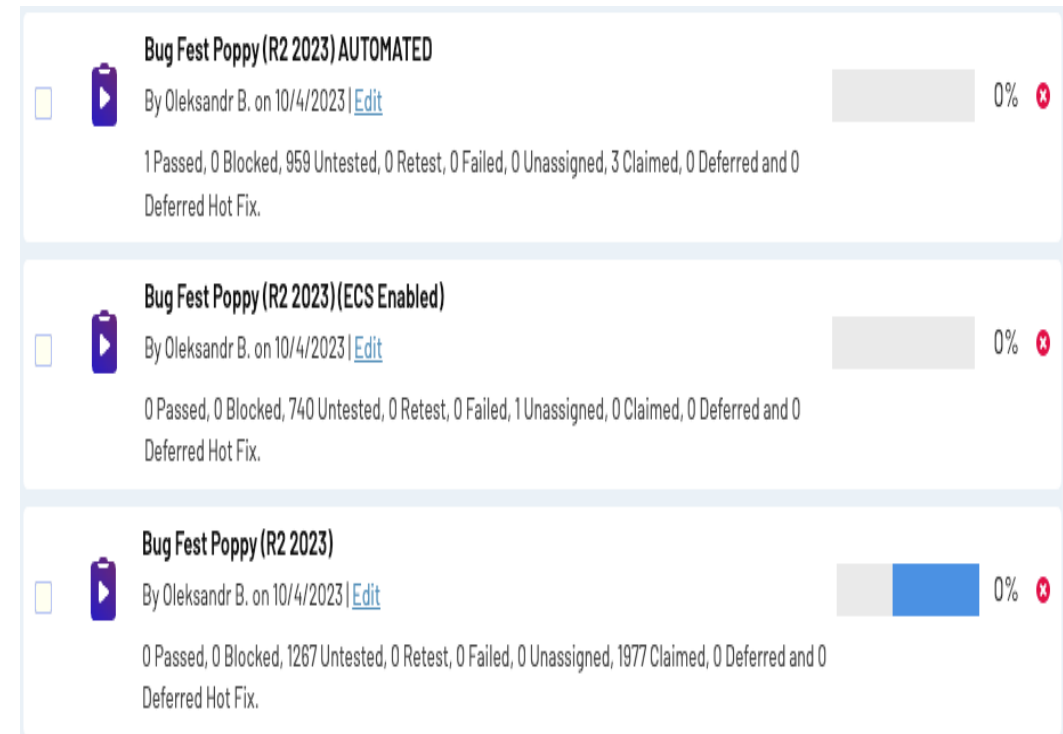 Bug Fest Poppy (R2 2023) AUTOMATED
By Oleksandr B. on 10/4/2023 | Edit
0%
1 Passed, 0 Blocked, 959 Untested, 0 Retest, 0 Failed, 0 Unassigned, 3 Claimed, 0 Deferred and 0
Deferred Hot Fix.
Bug Fest Poppy (R2 2023) (ECS Enabled)
By Oleksandr B. on 10/4/2023 | Edit
0%
0 Passed, 0 Blocked, 740 Untested, 0 Retest, 0 Failed, 1 Unassigned, 0 Claimed, 0 Deferred and 0
Deferred Hot Fix.
Bug Fest Poppy (R2 2023)
By Oleksandr B. on 10/4/2023 | Edit
0%
0 Passed, 0 Blocked, 1267 Untested, 0 Retest, 0 Failed, 0 Unassigned, 1977 Claimed, 0 Deferred and 0
Deferred Hot Fix.